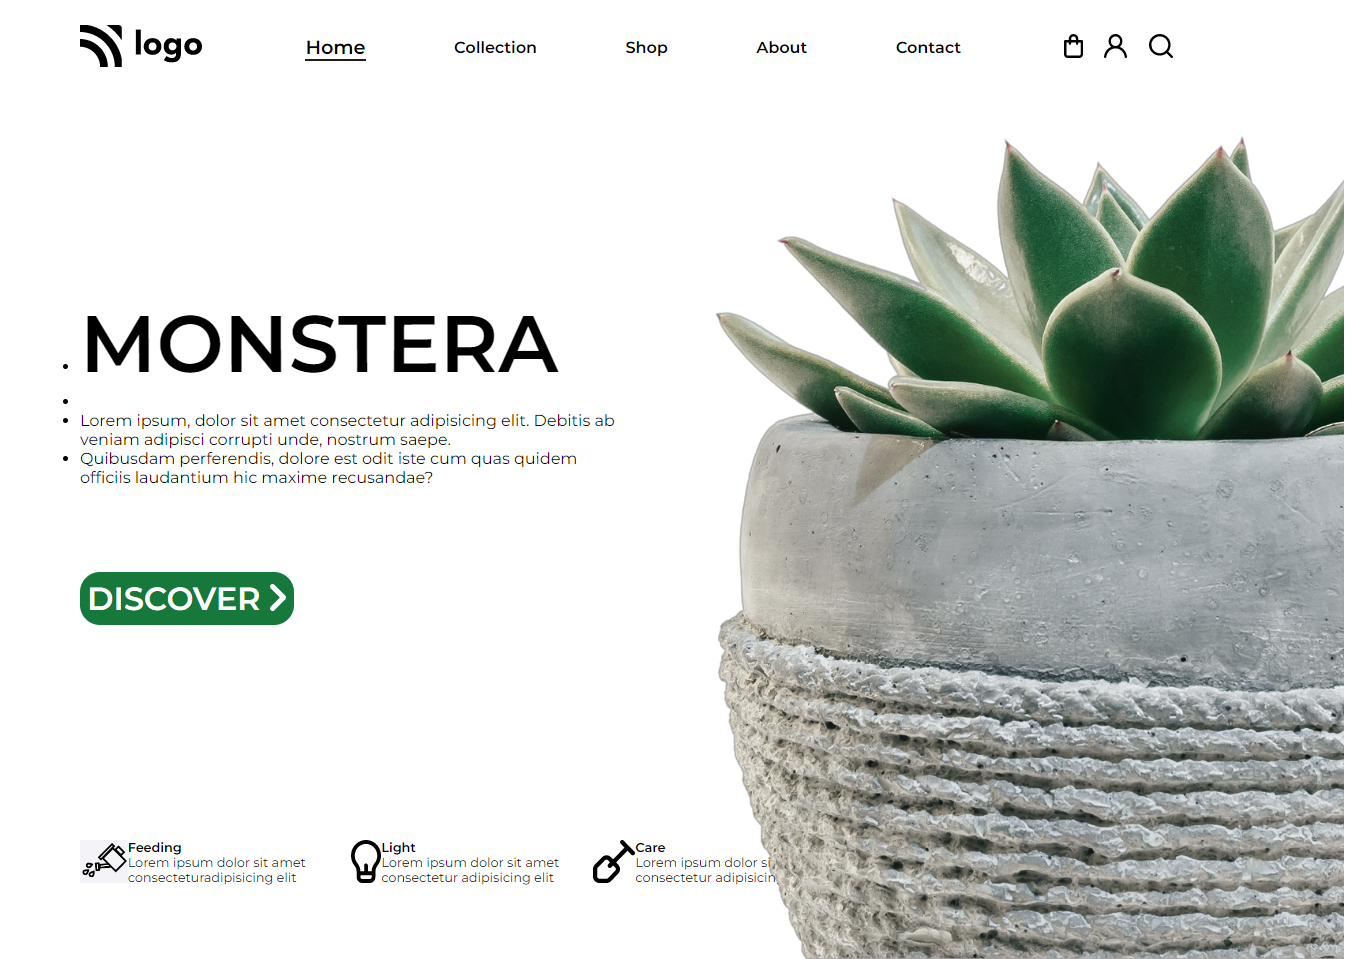 logo
Home
Collection
Shop
About
Contact
MONSTERA
Lorem ipsum, dolor sit amet consectetur adipisicing elit. Debitis ab
veniam adipisci corrupti unde, nostrum saepe.
Quibusdam perferendis, dolore est odit iste cum quas quidem
officiis laudantium hic maxime recusandae?
DISCOVER
Feeding
Lorem ipsum dolor sit amet
consecteturadipisicing elit
Light
Lorem ipsum dolor sit amet
consectetur adipisicing elit
Care
Lorem ipsum dolor si
consectetur adipisicin